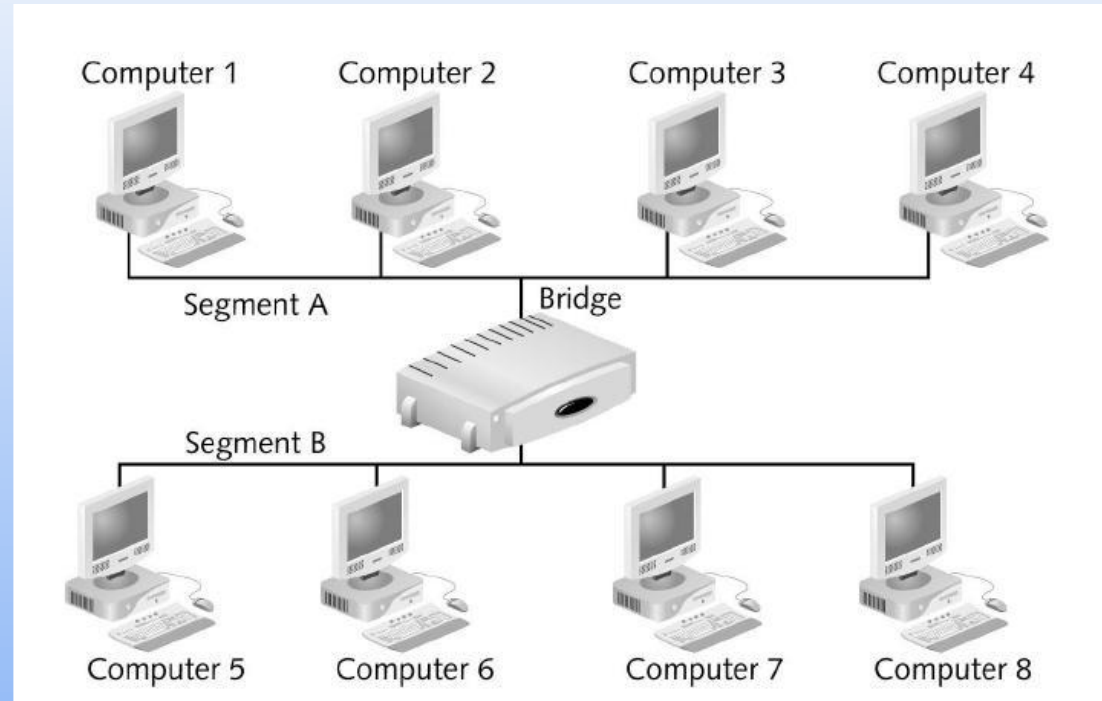 Computer 1 Computer 2 Computer 3 Computer 4
Segment A Bridge
Segment B
Computer 5 Computer 6 Computer 7 Computer 8